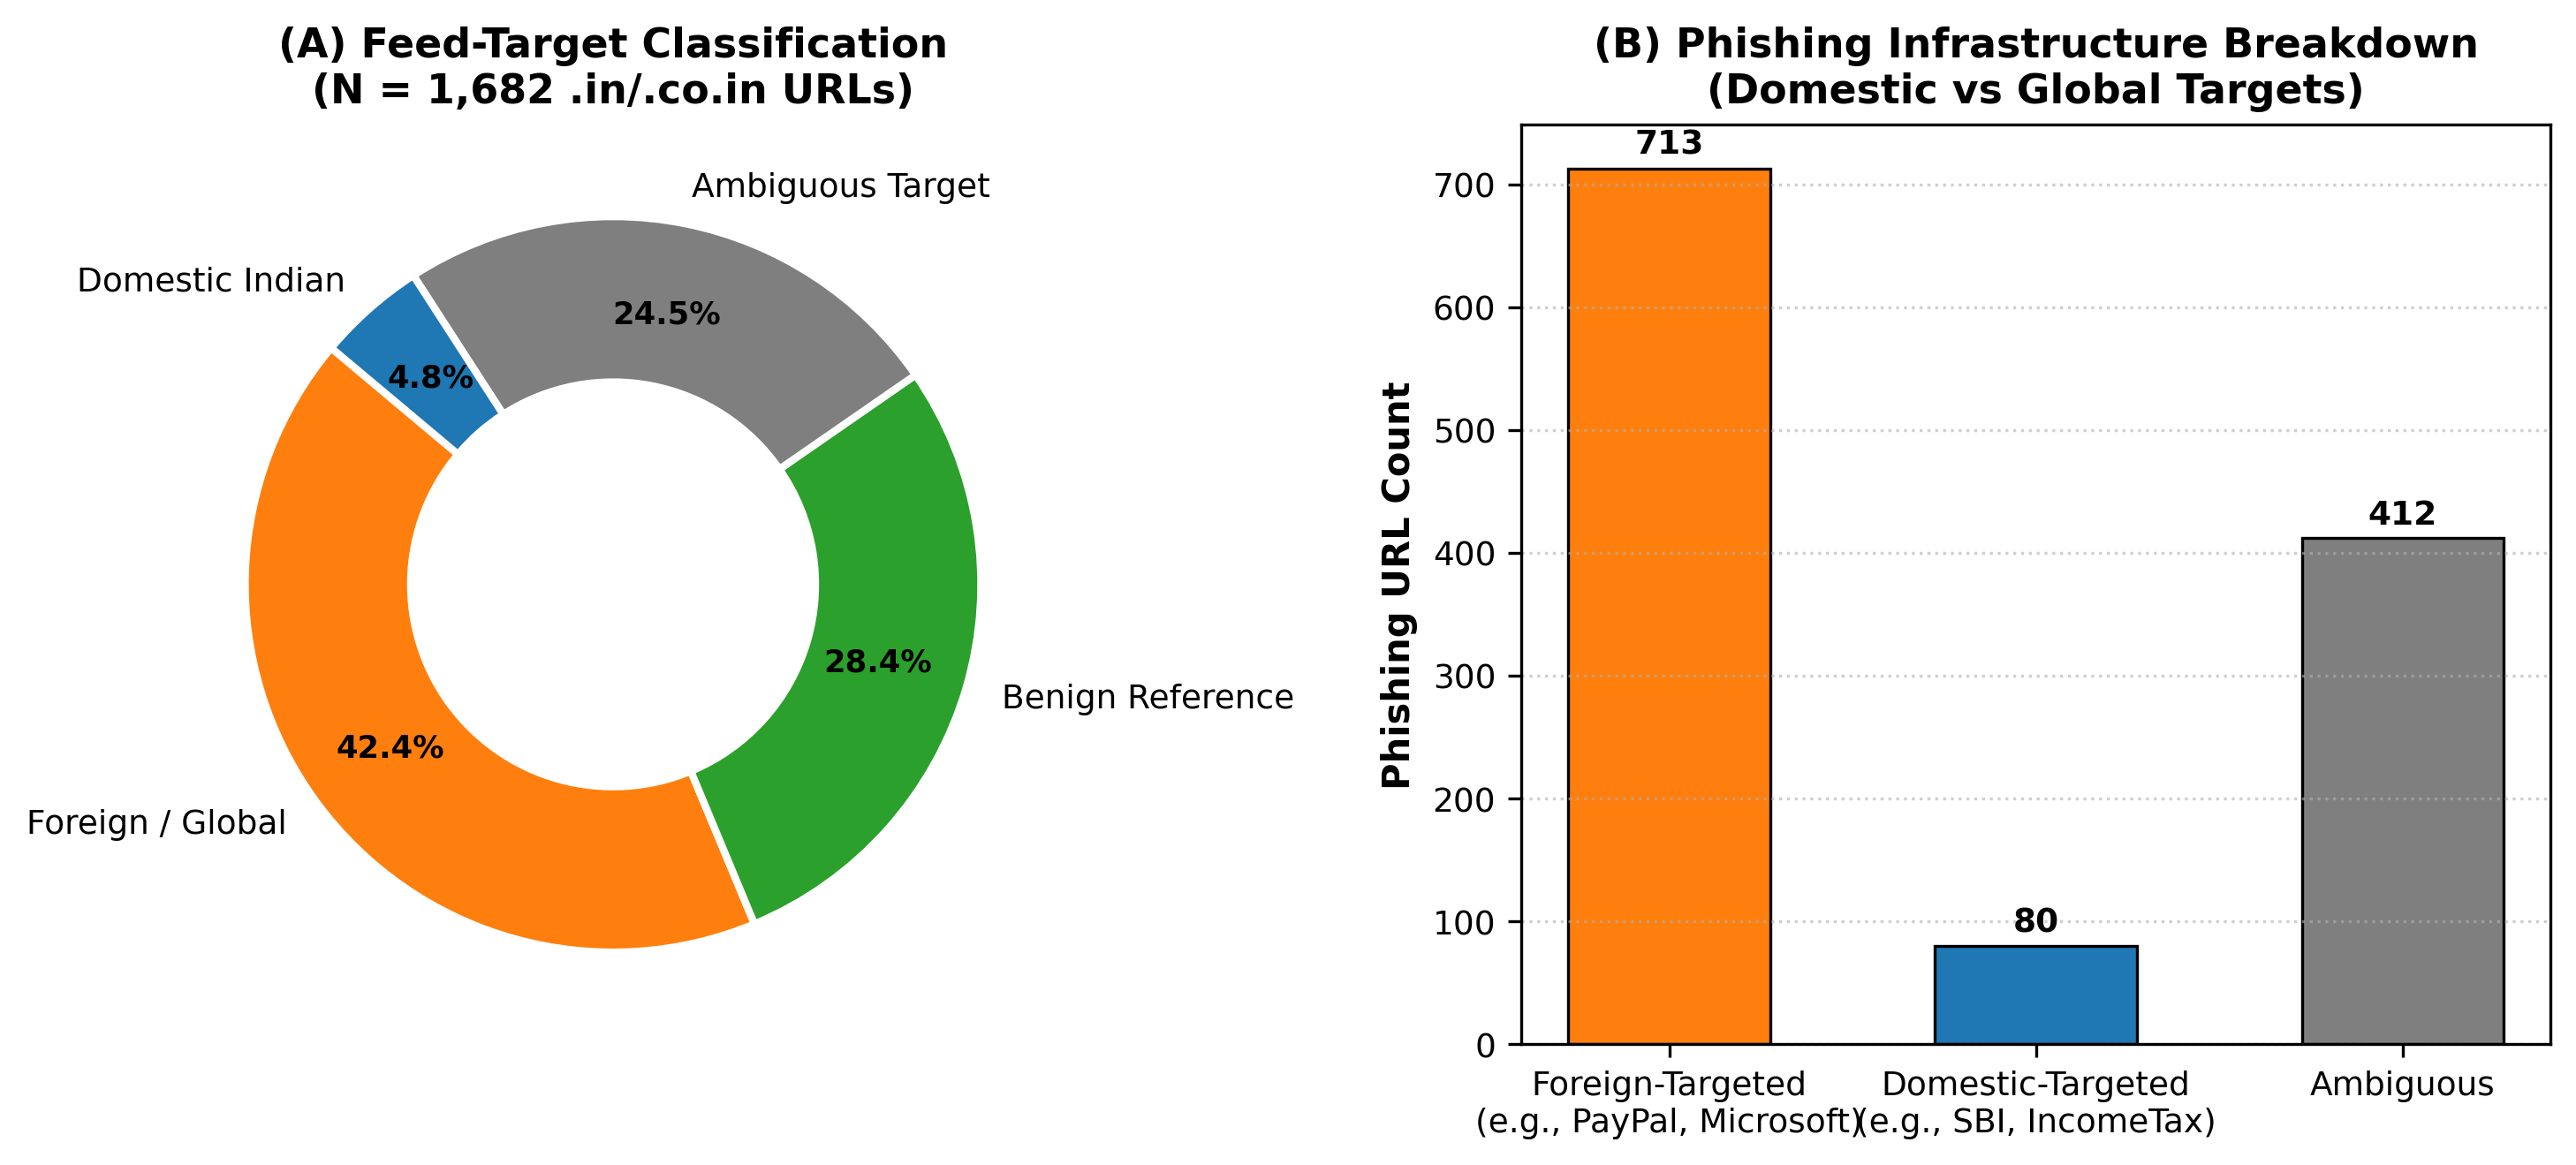 (A) Feed-Target Classification
(N = 1,682 .in/.co.in URLs)
Ambiguous Target
Domestic Indian
24.5%
4.8%
28.4%
Benign Reference
42.4%
Foreign / Global
(B) Phishing Infrastructure Breakdown
(Domestic vs Global Targets)
Phishing URL Count
700
600
500
400
300
200
100
0
713
80
412
Foreign-Targeted
(e.g., PayPal, Microsoft)
Domestic-Targeted
(e.g., SBI, IncomeTax)
Ambiguous